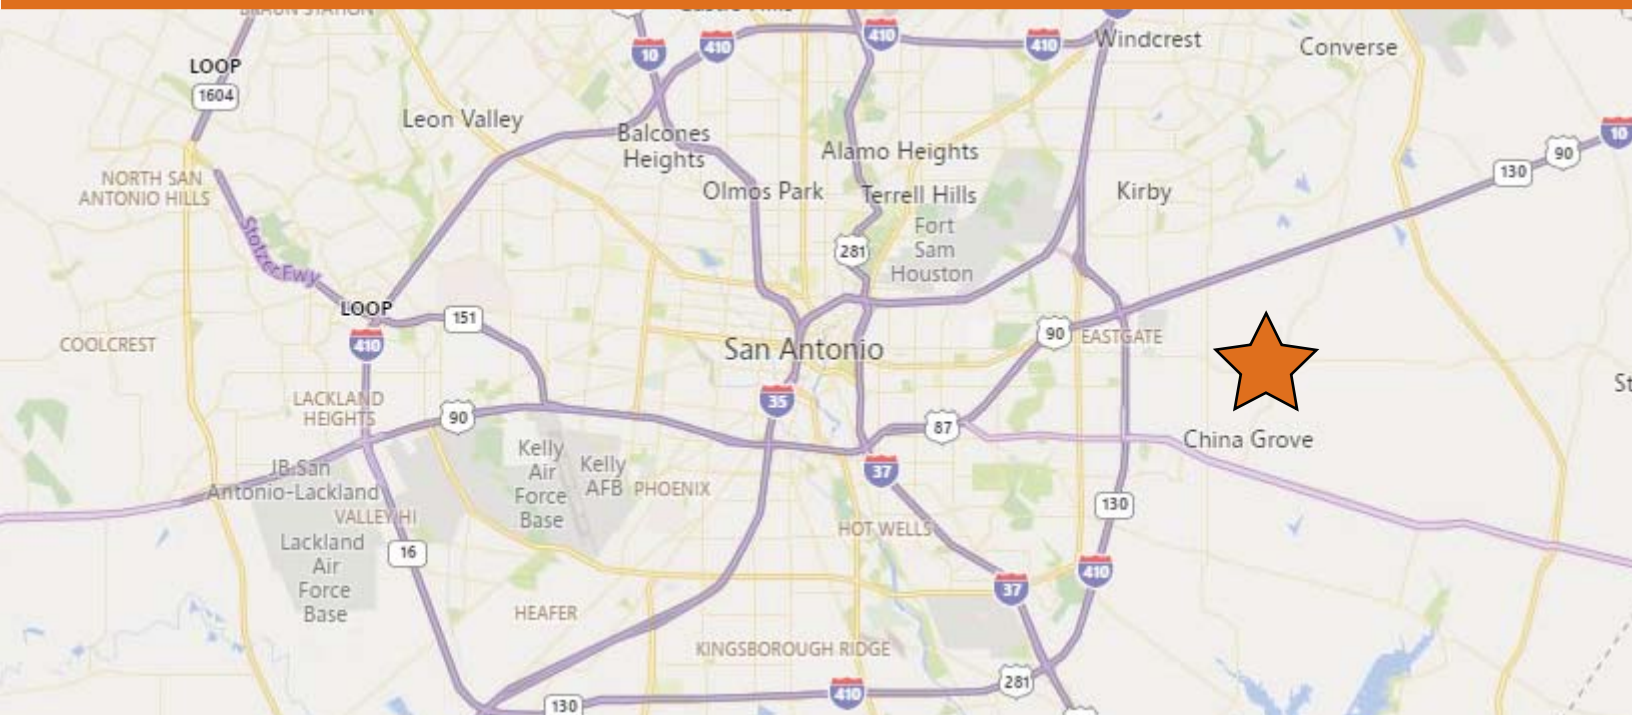 BRAUN STATION
10
410
410
410
Windcrest
Converse
LOOP
1604
Leon Valley
Balcones
Heights
Alamo Heights
10
90
130
NORTH SAN
ANTONIO HILLS
Olmos Park
Terrell Hills
Kirby
Stotzer Fwy
281
Fort
Sam
Houston
LOOP
151
410
COOLCREST
San Antonio
90
EASTGATE
St
LACKLAND
HEIGHTS
90
35
87
China Grove
37
JB San
Antonio-Lackland
Kelly
Air
Force
Base
Kelly
AFB
PHOENIX
VALLEY HI
130
HOT WELLS
Lackland
Air
Force
Base
16
410
37
HEAFER
KINGSBOROUGH RIDGE
281
410
130